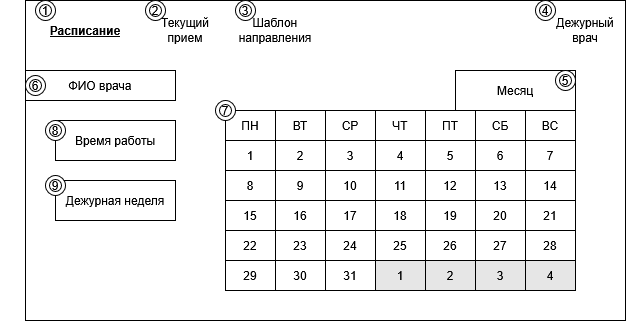 ① ② ③ ④
Расписание Текущий прием Шаблон направления Дежурный врач
⑥ ФИО врача
Месяц ⑤
⑦
ПН ВТ СР ЧТ ПТ СБ ВС
⑧ Время работы
1 2 3 4 5 6 7
⑨ Дежурная неделя
8 9 10 11 12 13 14
15 16 17 18 19 20 21
22 23 24 25 26 27 28
29 30 31 1 2 3 4